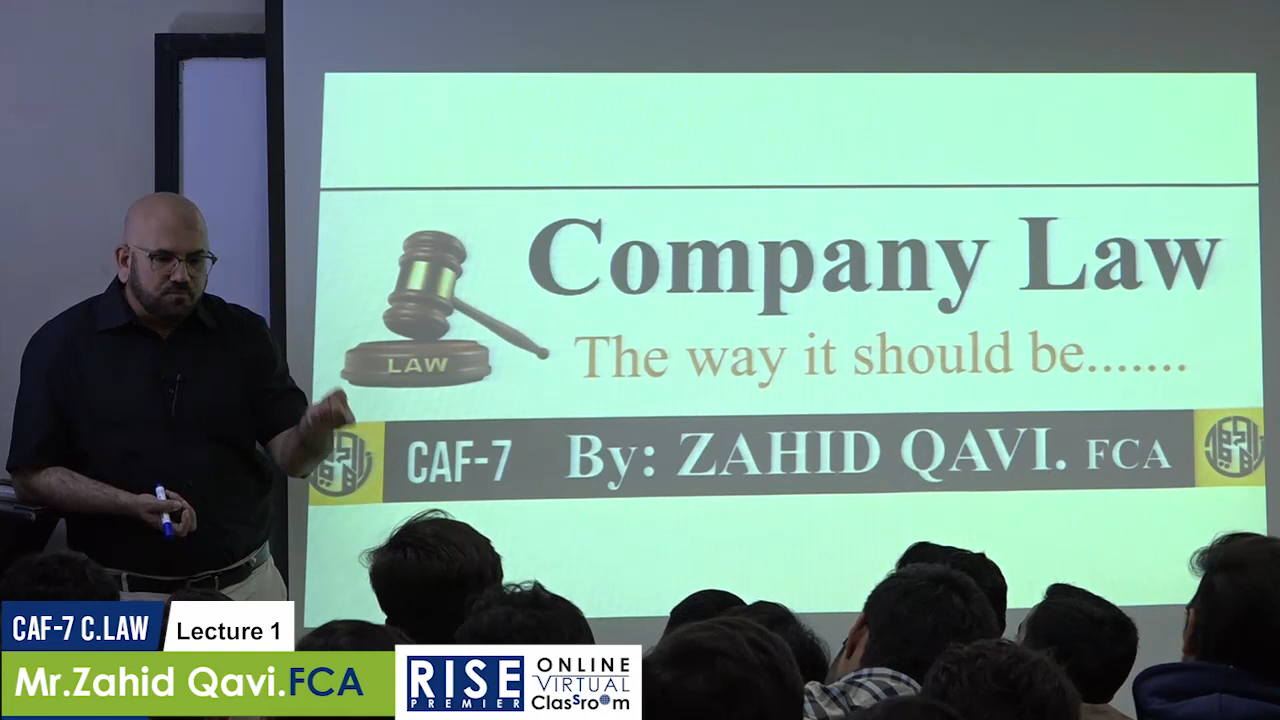 Company Law
The way it should be.......
LAW
CAF-7 By: ZAHID QAVI. FCA
CAF-7 C.LAW Lecture 1
Mr.Zahid Qavi.FCA
RISE
PREMIER
ONLINE
VIRTUAL
ClasSroom